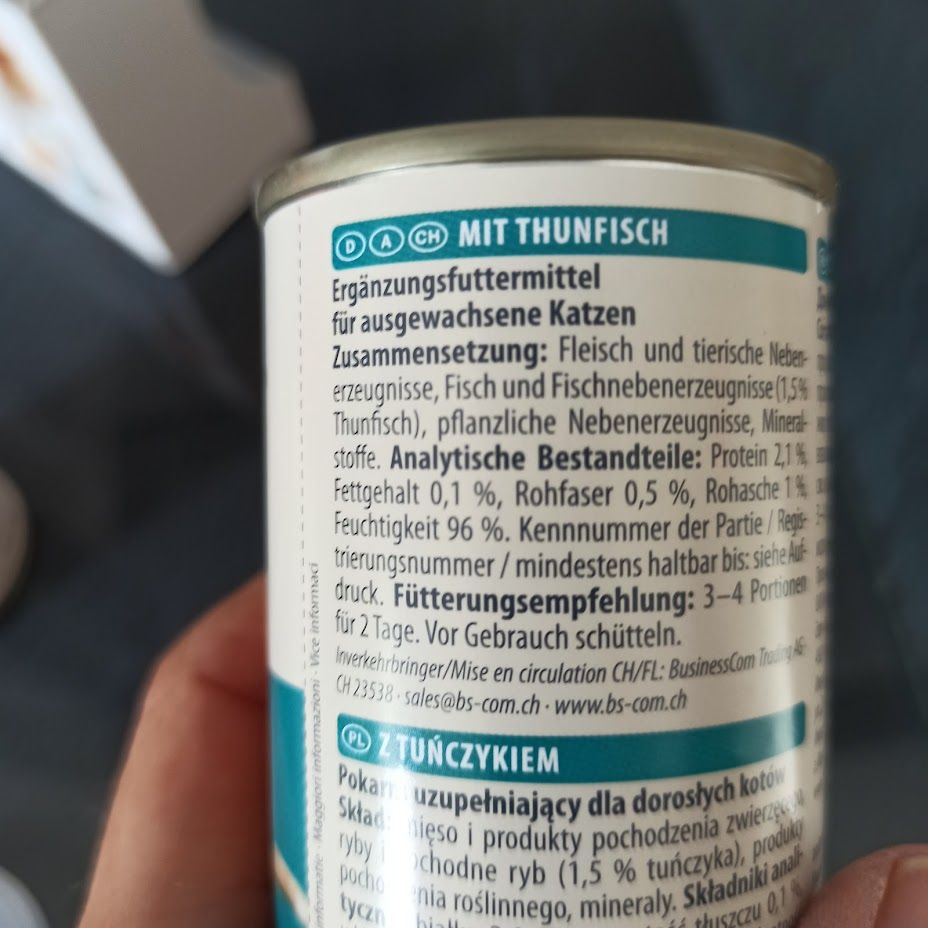 D A CH MIT THUNFISCH
Ergänzungsfuttermittel
für ausgewachsene Katzen
Zusammensetzung: Fleisch und tierische Neben-
erzeugnisse, Fisch und Fischnebenerzeugnisse (1,5%
Thunfisch), pflanzliche Nebenerzeugnisse, Mineral-
stoffe. Analytische Bestandteile: Protein 2,1 %,
Fettgehalt 0,1 %, Rohfaser 0,5 %, Rohasche 1 %,
Feuchtigkeit 96 %. Kennnummer der Partie / Regis-
trierungsnummer / mindestens haltbar bis: siehe Auf-
druck. Fütterungsempfehlung: 3–4 Portionen
für 2 Tage. Vor Gebrauch schütteln.
Inverkehrbringer/Mise en circulation CH/FL: BusinessCom Trading AG·
CH 23538 · sales@bs-com.ch · www.bs-com.ch
PL Z TUŃCZYKIEM
uzupełniający dla dorosłych kotów
i produkty pochodzenia zwierzęcego,
ryby ryb (1,5 % tuńczyka), produkty
roślinnego, minerały. Składniki anali-
tłuszczu 0,1 %
Maggiori informazioni · Více informací